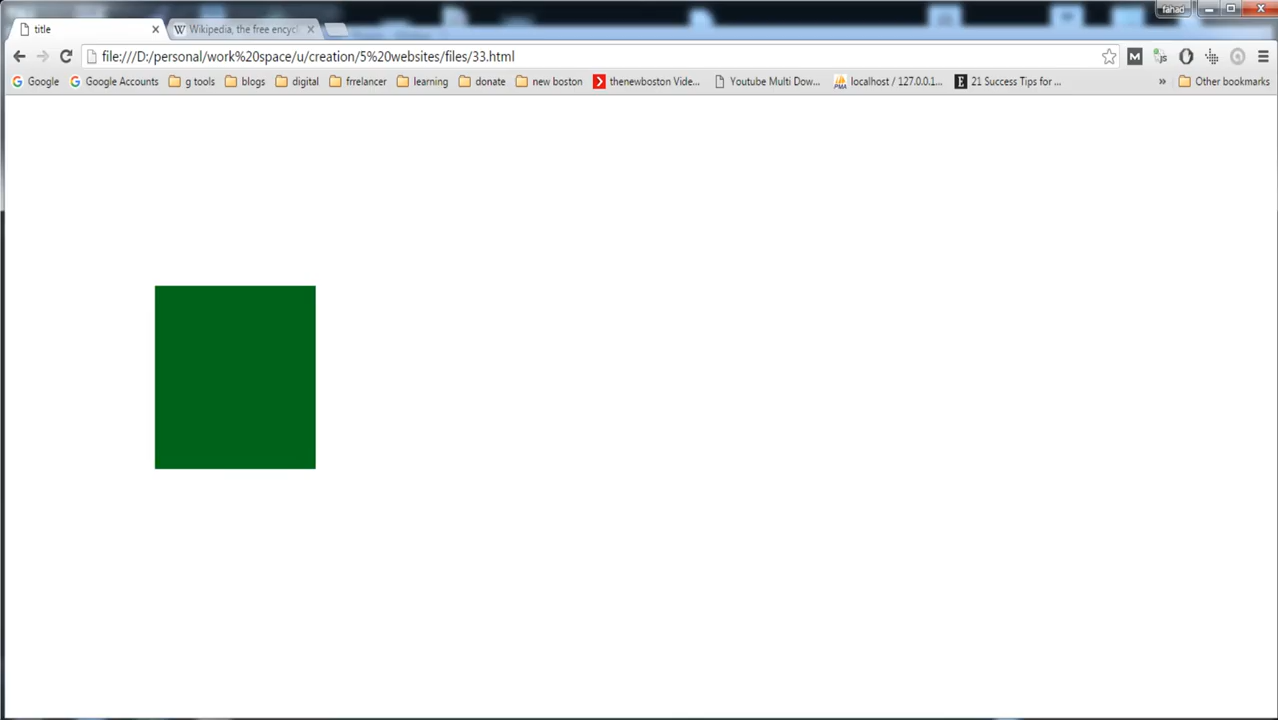 fahad
title
Wikipedia, the free encycl
file:///D:/personal/work%20space/u/creation/5%20websites/files/33.html
Google Google Accounts g tools blogs digital frrelancer learning donate new boston thenewboston Vide... Youtube Multi Dow... localhost / 127.0.0.1... 21 Success Tips for ... » Other bookmarks